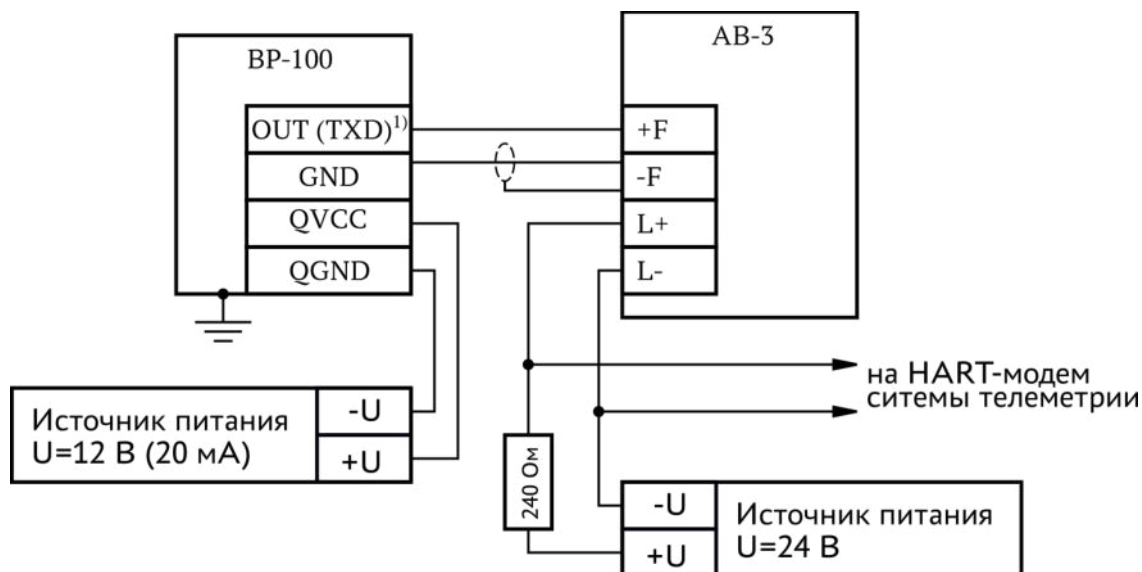 ВР-100
OUT (TXD)1)
GND
QVCC
QGND
АВ-3
+F
-F
L+
L-
на HART-модем
ситемы телеметрии
Источник питания
U=12 В (20 мА)
-U
+U
240 Ом
-U
+U
Источник питания
U=24 В